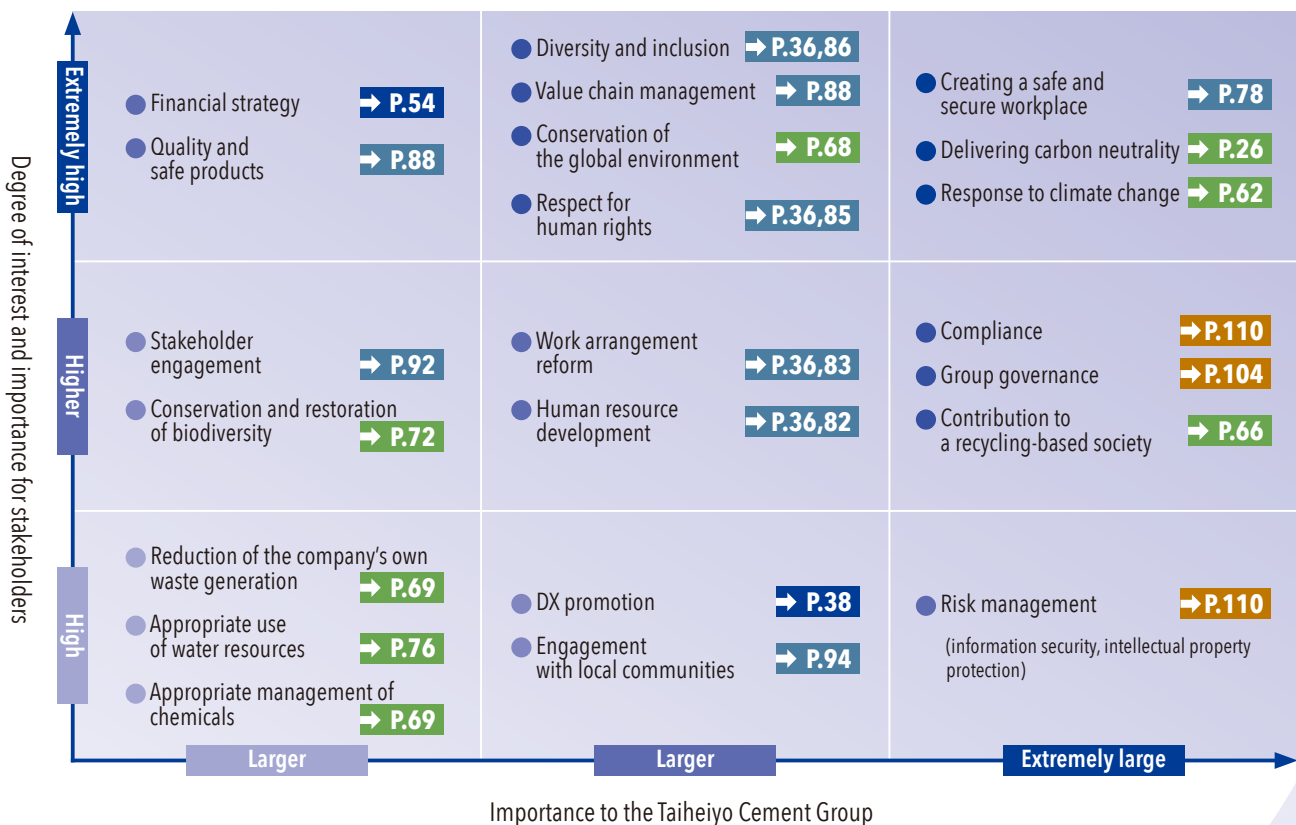 Degree of interest and importance for stakeholders
Extremely high
Financial strategy → P.54
Quality and
safe products → P.88
Diversity and inclusion → P.36,86
Value chain management → P.88
Conservation of
the global environment → P.68
Respect for
human rights → P.36,85
Creating a safe and
secure workplace → P.78
Delivering carbon neutrality → P.26
Response to climate change → P.62
Higher
Stakeholder
engagement → P.92
Conservation and restoration
of biodiversity → P.72
Work arrangement
reform → P.36,83
Human resource
development → P.36,82
Compliance → P.110
Group governance → P.104
Contribution to
a recycling-based society → P.66
High
Reduction of the company's own
waste generation → P.69
Appropriate use
of water resources → P.76
Appropriate management of
chemicals → P.69
DX promotion → P.38
Engagement
with local communities → P.94
Risk management → P.110
(information security, intellectual property
protection)
Larger
Larger
Extremely large
Importance to the Taiheiyo Cement Group